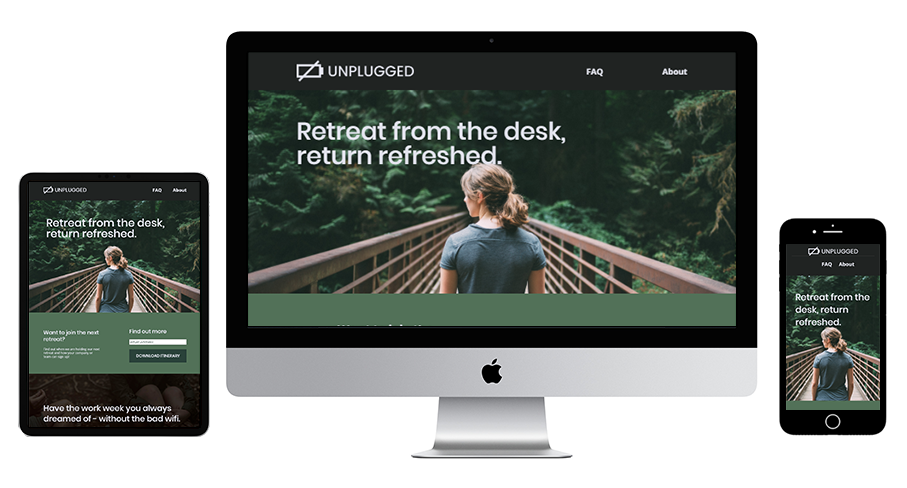 UNPLUGGED
FAQ
About
Retreat from the desk,
return refreshed.
UNPLUGGED
FAQ
About
Retreat from the desk,
return refreshed.
Want to join the next
retreat?
Find out more
DOWNLOAD ITINERARY
Have the work week you always
dreamed of - without the bad wifi.
UNPLUGGED
FAQ
About
Retreat from the
desk, return
refreshed.